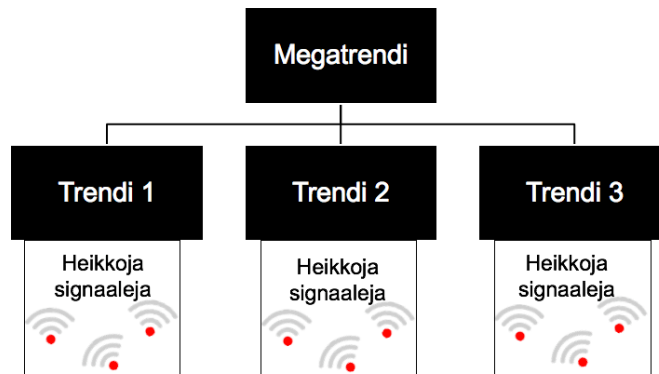 Megatrendi
Trendi 1
Trendi 2
Trendi 3
Heikkoja
signaaleja
Heikkoja
signaaleja
Heikkoja
signaaleja